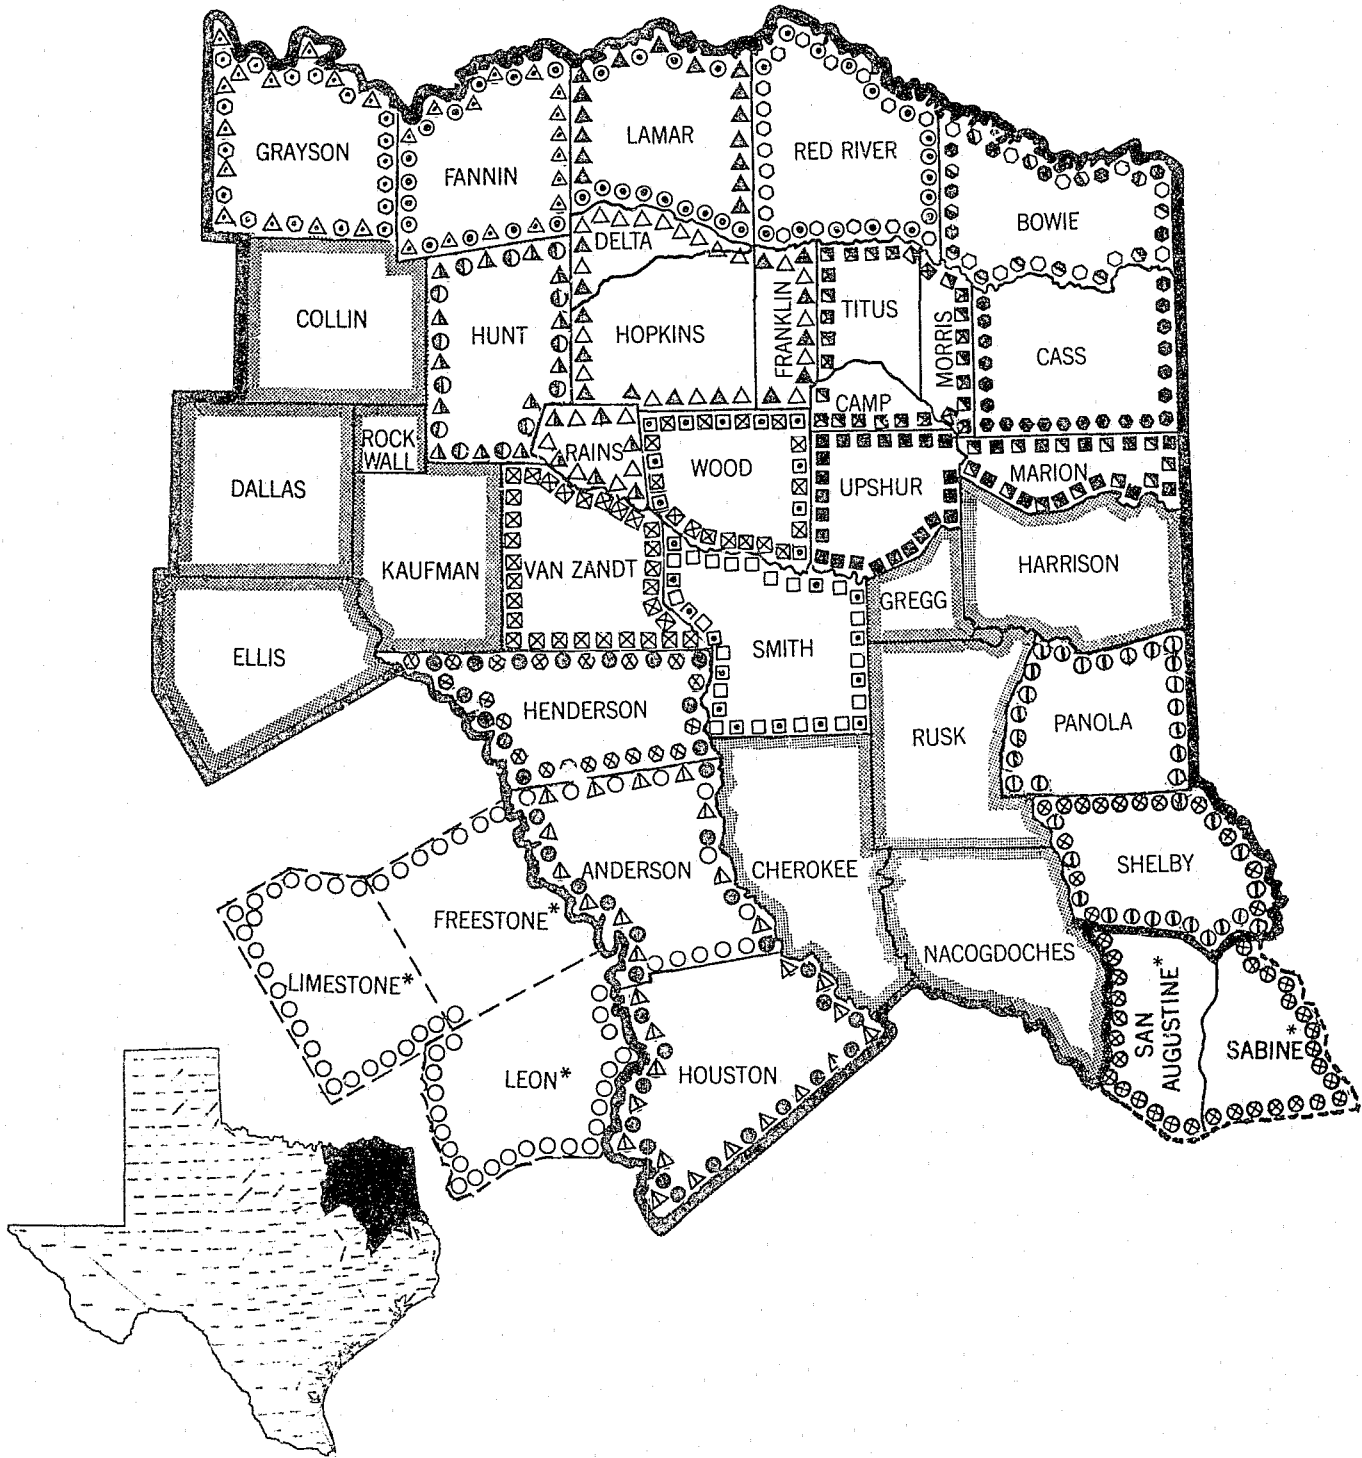 GRAYSON
FANNIN
LAMAR
RED RIVER
BOWIE
DELTA
COLLIN
HUNT
HOPKINS
FRANKLIN
TITUS
MORRIS
CASS
CAMP
ROCK
WALL
RAINS
WOOD
UPSHUR
MARION
DALLAS
KAUFMAN
VAN ZANDT
GREGG
HARRISON
ELLIS
SMITH
HENDERSON
RUSK
PANOLA
ANDERSON
CHEROKEE
SHELBY
FREESTONE*
NACOGDOCHES
LIMESTONE*
SAN
AUGUSTINE*
SABINE*
LEON*
HOUSTON